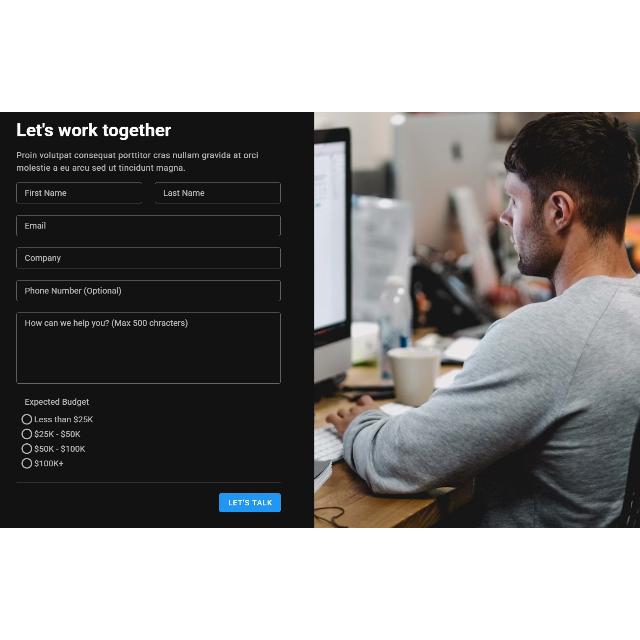 Let's work together
Proin volutpat consequat porttitor cras nullam gravida at orci
molestie a eu arcu sed ut tincidunt magna.
First Name
Last Name
Email
Company
Phone Number (Optional)
How can we help you? (Max 500 chracters)
Expected Budget
Less than $25K
$25K - $50K
$50K - $100K
$100K+
LET'S TALK